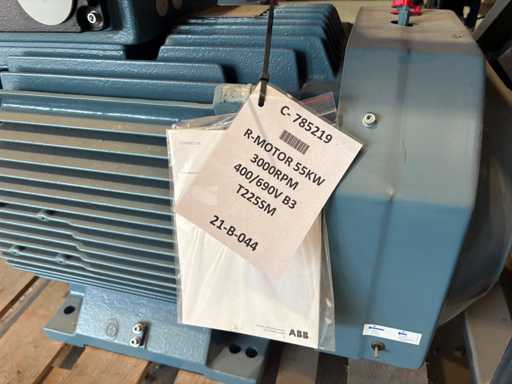 C- 785219
R-MOTOR 55KW
3000RPM
400/690V B3
T225SM
21-B-044
ABB